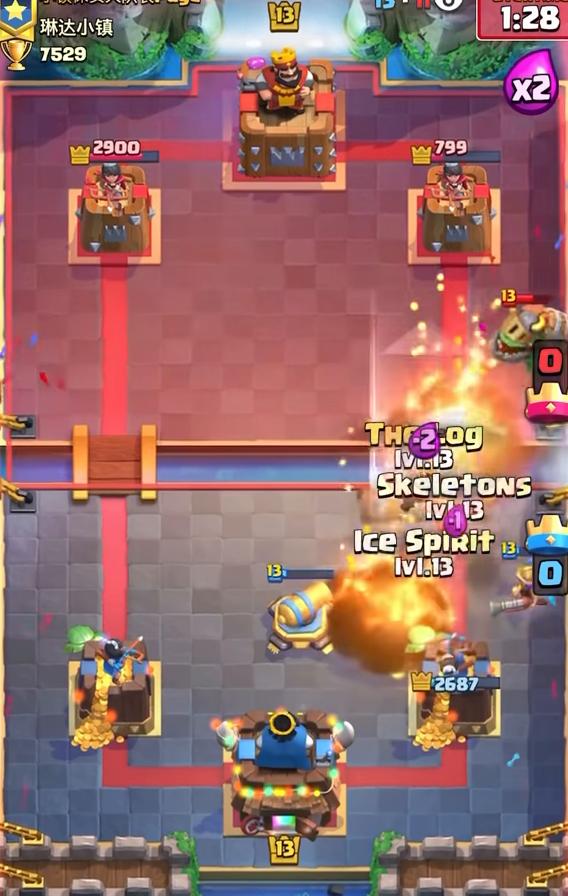 13
1:28
琳达小镇
7529
x2
2900
799
13
0
The Log
-2
lvl.13
Skeletons
lvl.13
-1
Ice Spirit
13
lvl.13
0
13
2687
13